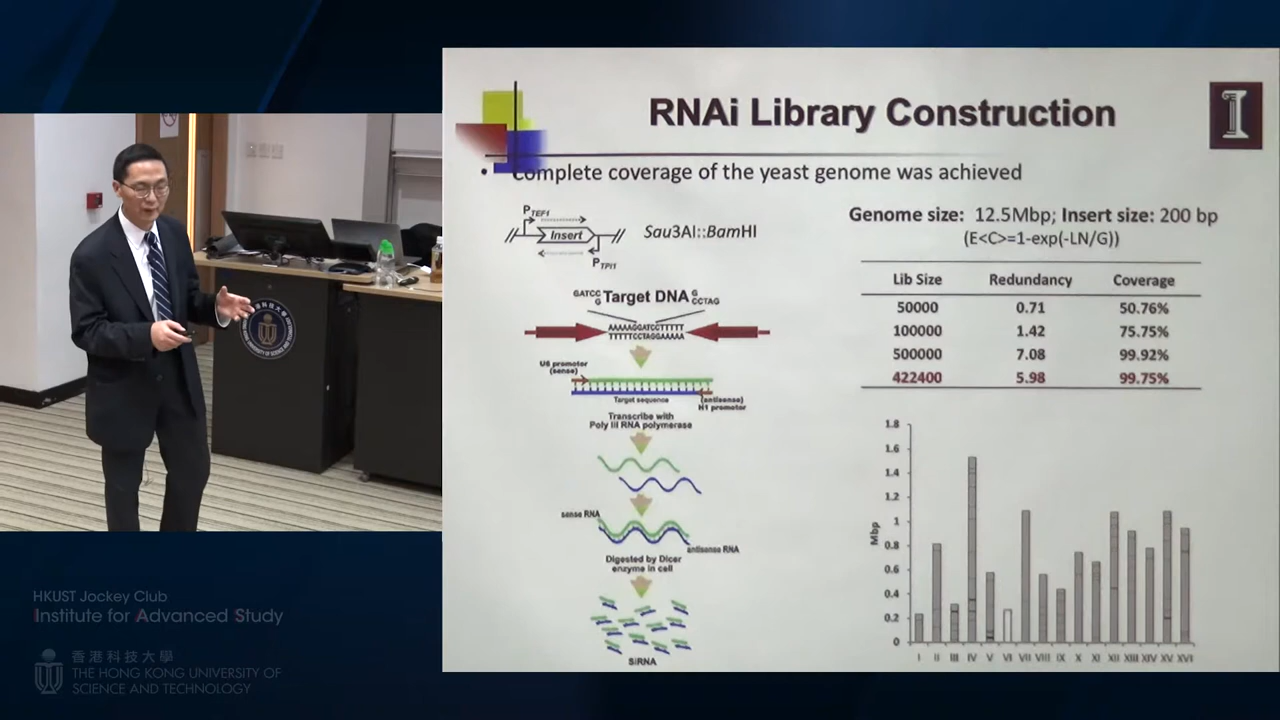 RNAi Library Construction
• Complete coverage of the yeast genome was achieved
PTEF1
Insert
PTPI1
Sau3AI::BamHI
GATCC
G
Target DNA
G
CCTAG
AAAAAGGATCCTTTTT
TTTTTCCTAGGAAAAA
U6 promoter
(sense)
Target sequence
(antisense)
H1 promoter
Transcribe with
Poly III RNA polymerase
sense RNA
antisense RNA
Digested by Dicer
enzyme in cell
SiRNA
Genome size: 12.5Mbp; Insert size: 200 bp
(E<C>=1-exp(-LN/G))
Lib Size Redundancy Coverage
50000 0.71 50.76%
100000 1.42 75.75%
500000 7.08 99.92%
422400 5.98 99.75%
1.8
1.6
1.4
1.2
1
0.8
0.6
0.4
0.2
0
Mbp
I II III IV V VI VII VIII IX X XI XII XIII XIV XV XVI
HKUST Jockey Club
Institute for Advanced Study
香港科技大學
THE HONG KONG UNIVERSITY OF
SCIENCE AND TECHNOLOGY